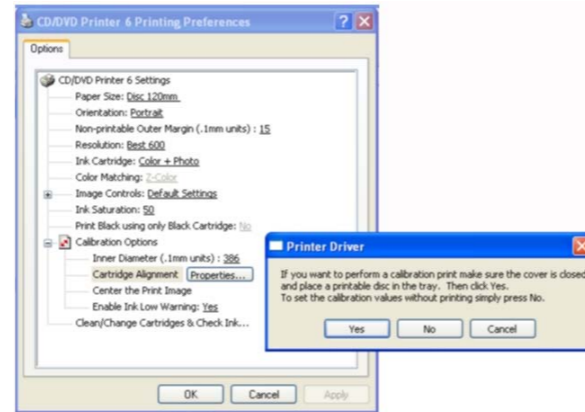 CD/DVD Printer 6 Printing Preferences
Options
CD/DVD Printer 6 Settings
Paper Size: Disc 120mm
Orientation: Portrait
Non-printable Outer Margin (.1mm units) : 15
Resolution: Best 600
Ink Cartridge: Color + Photo
Color Matching: Z-Color
Image Controls: Default Settings
Ink Saturation: 50
Print Black using only Black Cartridge: No
Calibration Options
Inner Diameter (.1mm units) : 386
Cartridge Alignment Properties...
Center the Print Image
Enable Ink Low Warning: Yes
Clean/Change Cartridges & Check Ink...
OK Cancel Apply
Printer Driver
If you want to perform a calibration print make sure the cover is closed
and place a printable disc in the tray. Then click Yes.
To set the calibration values without printing simply press No.
Yes No Cancel